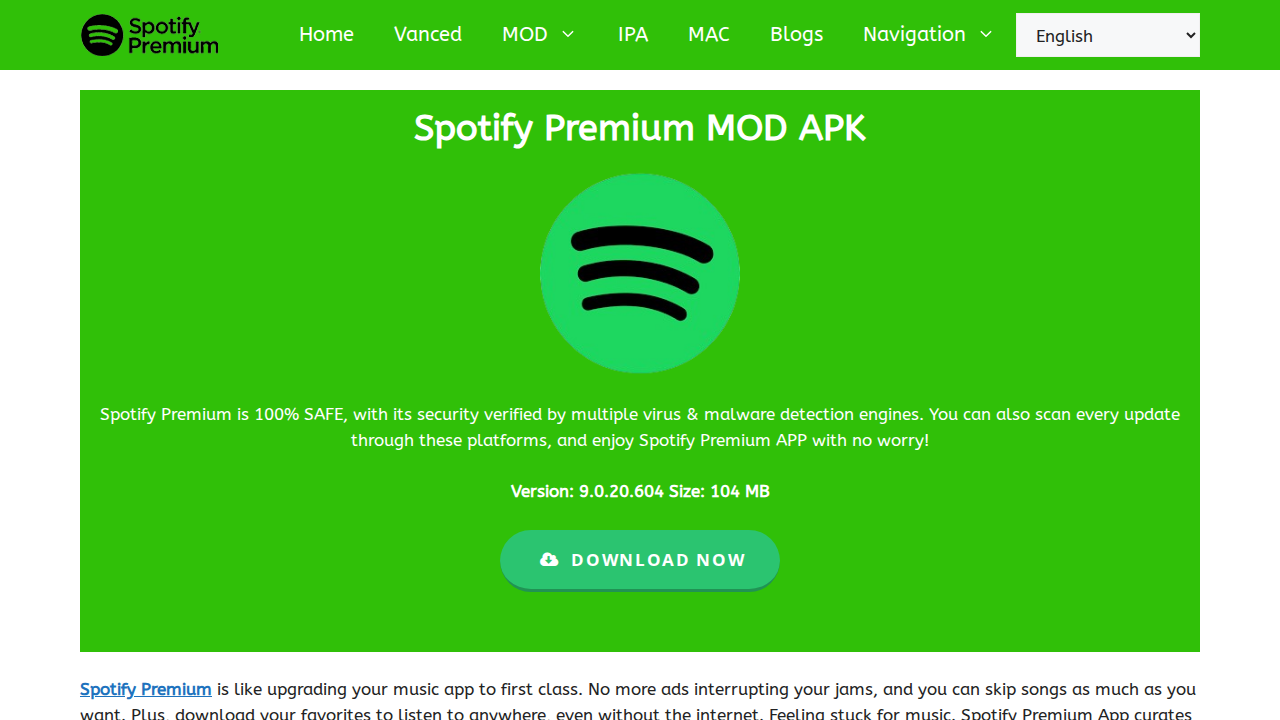 Spotify
Premium
Home
Vanced
MOD
IPA
MAC
Blogs
Navigation
English
Spotify Premium MOD APK
Spotify Premium is 100% SAFE, with its security verified by multiple virus & malware detection engines. You can also scan every update
through these platforms, and enjoy Spotify Premium APP with no worry!
Version: 9.0.20.604 Size: 104 MB
DOWNLOAD NOW
Spotify Premium is like upgrading your music app to first class. No more ads interrupting your jams, and you can skip songs as much as you
want. Plus, download your favorites to listen to anywhere, even without the internet. Feeling stuck for music. Spotify Premium App curates